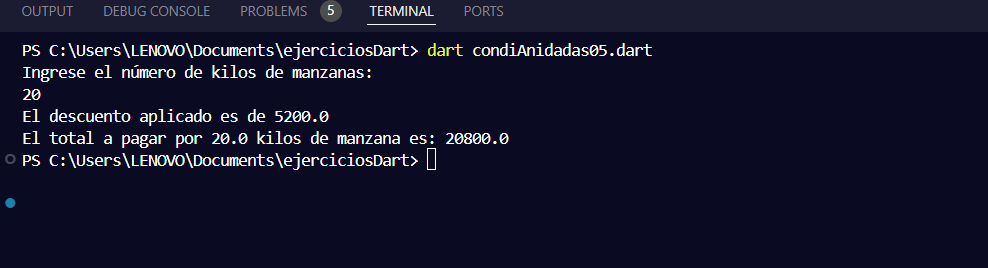 OUTPUT DEBUG CONSOLE PROBLEMS 5 TERMINAL PORTS
PS C:\Users\LENOVO\Documents\ejerciciosDart> dart condiAnidadas05.dart
Ingrese el número de kilos de manzanas:
20
El descuento aplicado es de 5200.0
El total a pagar por 20.0 kilos de manzana es: 20800.0
PS C:\Users\LENOVO\Documents\ejerciciosDart>